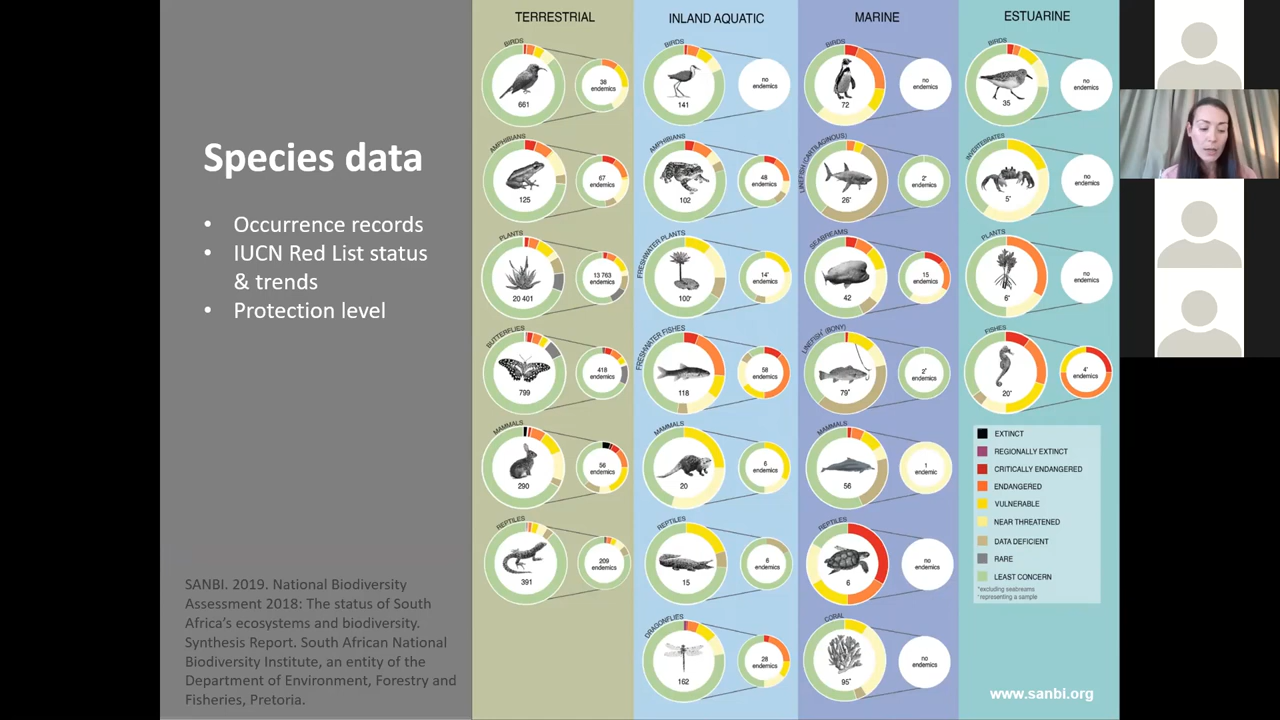 Species data
• Occurrence records
• IUCN Red List status
& trends
• Protection level
SANBI. 2019. National Biodiversity
Assessment 2018: The status of South
Africa's ecosystems and biodiversity.
Synthesis Report. South African National
Biodiversity Institute, an entity of the
Department of Environment, Forestry and
Fisheries, Pretoria.
TERRESTRIAL
BIRDS
661
38
endemics
AMPHIBIANS
125
67
endemics
PLANTS
20 401
13 763
endemics
BUTTERFLIES
799
418
endemics
MAMMALS
290
56
endemics
REPTILES
391
209
endemics
INLAND AQUATIC
BIRDS
141
no
endemics
AMPHIBIANS
102
48
endemics
FRESHWATER PLANTS
100*
14*
endemics
FRESHWATER FISHES
118
58
endemics
MAMMALS
20
6
endemics
REPTILES
15
6
endemics
DRAGONFLIES
162
28
endemics
MARINE
BIRDS
72
no
endemics
LINEFISH (CARTILAGINOUS)
26*
2*
endemics
SEABREAMS
42
15
endemics
LINEFISH* (BONY)
79*
2*
endemics
MAMMALS
56
1
endemic
REPTILES
6
no
endemics
CORAL
95*
no
endemics
ESTUARINE
BIRDS
35
no
endemics
INVERTEBRATES
5*
no
endemics
PLANTS
6*
no
endemics
FISHES
20*
4*
endemics
EXTINCT
REGIONALLY EXTINCT
CRITICALLY ENDANGERED
ENDANGERED
VULNERABLE
NEAR THREATENED
DATA DEFICIENT
RARE
LEAST CONCERN
*excluding seabreams
*representing a sample
www.sanbi.org